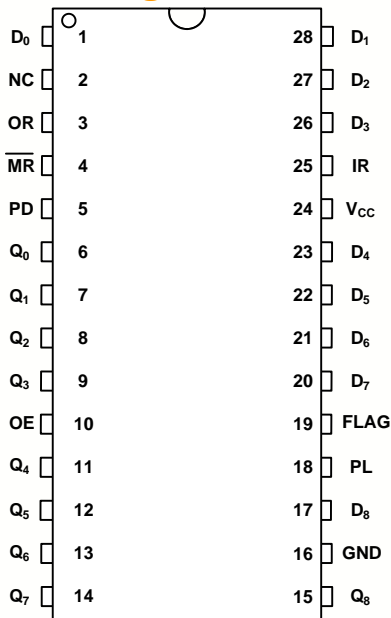 D₀ 1 28 D₁
NC 2 27 D₂
OR 3 26 D₃
M̅R̅ 4 25 IR
PD 5 24 VCC
Q₀ 6 23 D₄
Q₁ 7 22 D₅
Q₂ 8 21 D₆
Q₃ 9 20 D₇
OE 10 19 FLAG
Q₄ 11 18 PL
Q₅ 12 17 D₈
Q₆ 13 16 GND
Q₇ 14 15 Q₈